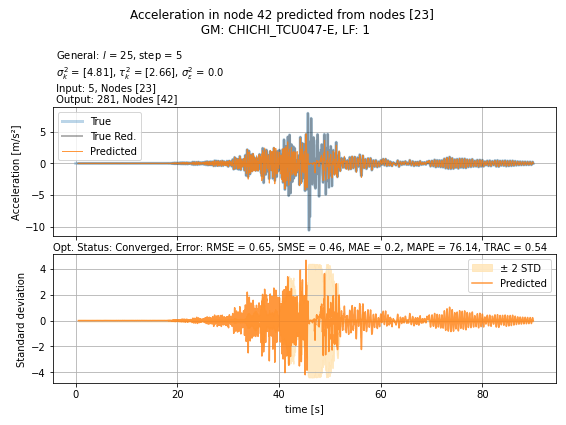 Acceleration in node 42 predicted from nodes [23]
GM: CHICHI_TCU047-E, LF: 1
General: l = 25, step = 5
σ²ₖ = [4.81], τ²ₖ = [2.66], σ²ε = 0.0
Input: 5, Nodes [23]
Output: 281, Nodes [42]
True
True Red.
Predicted
Acceleration [m/s²]
5
0
−5
−10
Opt. Status: Converged, Error: RMSE = 0.65, SMSE = 0.46, MAE = 0.2, MAPE = 76.14, TRAC = 0.54
± 2 STD
Predicted
Standard deviation
4
2
0
−2
−4
0 20 40 60 80
time [s]